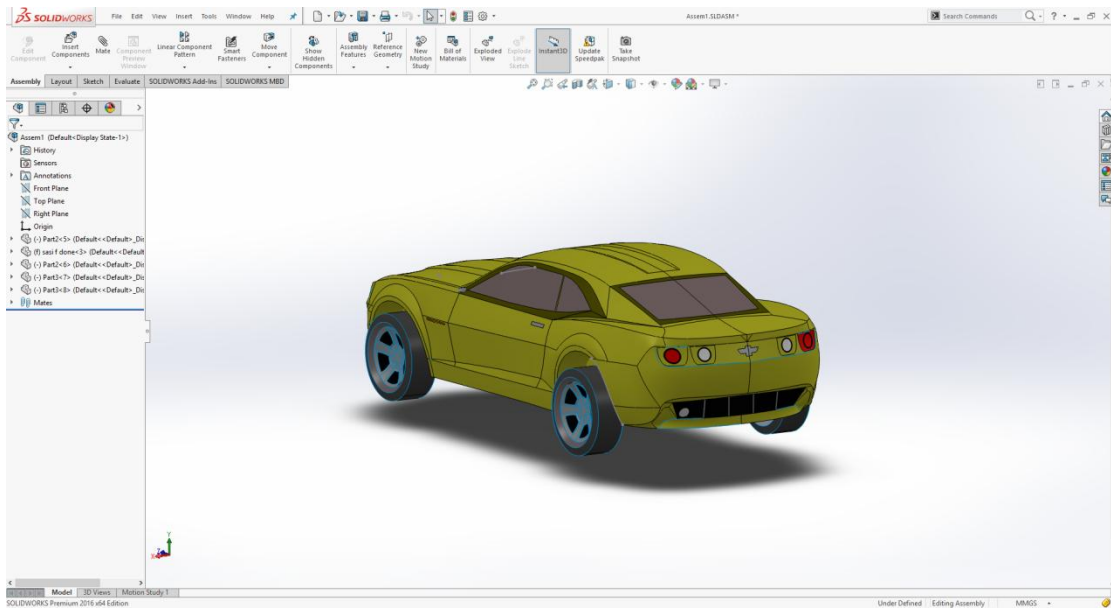 SOLIDWORKS File Edit View Insert Tools Window Help Assem1.SLDASM * Search Commands
Edit Component
Insert Components
Mate
Component Preview Window
Linear Component Pattern
Smart Fasteners
Move Component
Show Hidden Components
Assembly Features
Reference Geometry
New Motion Study
Bill of Materials
Exploded View
Explode Line Sketch
Instant3D
Update Speedpak
Take Snapshot
Assembly Layout Sketch Evaluate SOLIDWORKS Add-Ins SOLIDWORKS MBD
Assem1 (Default<Display State-1>)
History
Sensors
Annotations
Front Plane
Top Plane
Right Plane
Origin
(-) Part2<5> (Default<<Default>_Dis
(f) sasi f done<3> (Default<<Default
(-) Part2<6> (Default<<Default>_Dis
(-) Part3<7> (Default<<Default>_Dis
(-) Part3<8> (Default<<Default>_Dis
Mates
Y
X
Model 3D Views Motion Study 1
SOLIDWORKS Premium 2016 x64 Edition Under Defined Editing Assembly MMGS